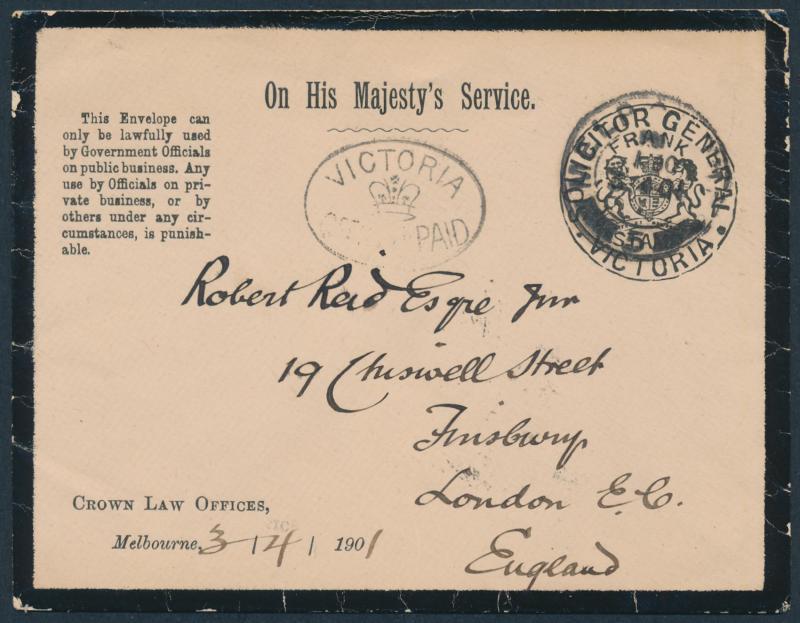 On His Majesty's Service.
This Envelope can
only be lawfully used
by Government Officials
on public business. Any
use by Officials on pri-
vate business, or by
others under any cir-
cumstances, is punish-
able.
VICTORIA
PAID
SOLICITOR GENERAL
FRANK
STAMP
VICTORIA
Robert Reid Esqre Jnr
19 Chiswell Street
Finsbury
London E.C.
England
CROWN LAW OFFICES,
Melbourne, 3/4/ 1901